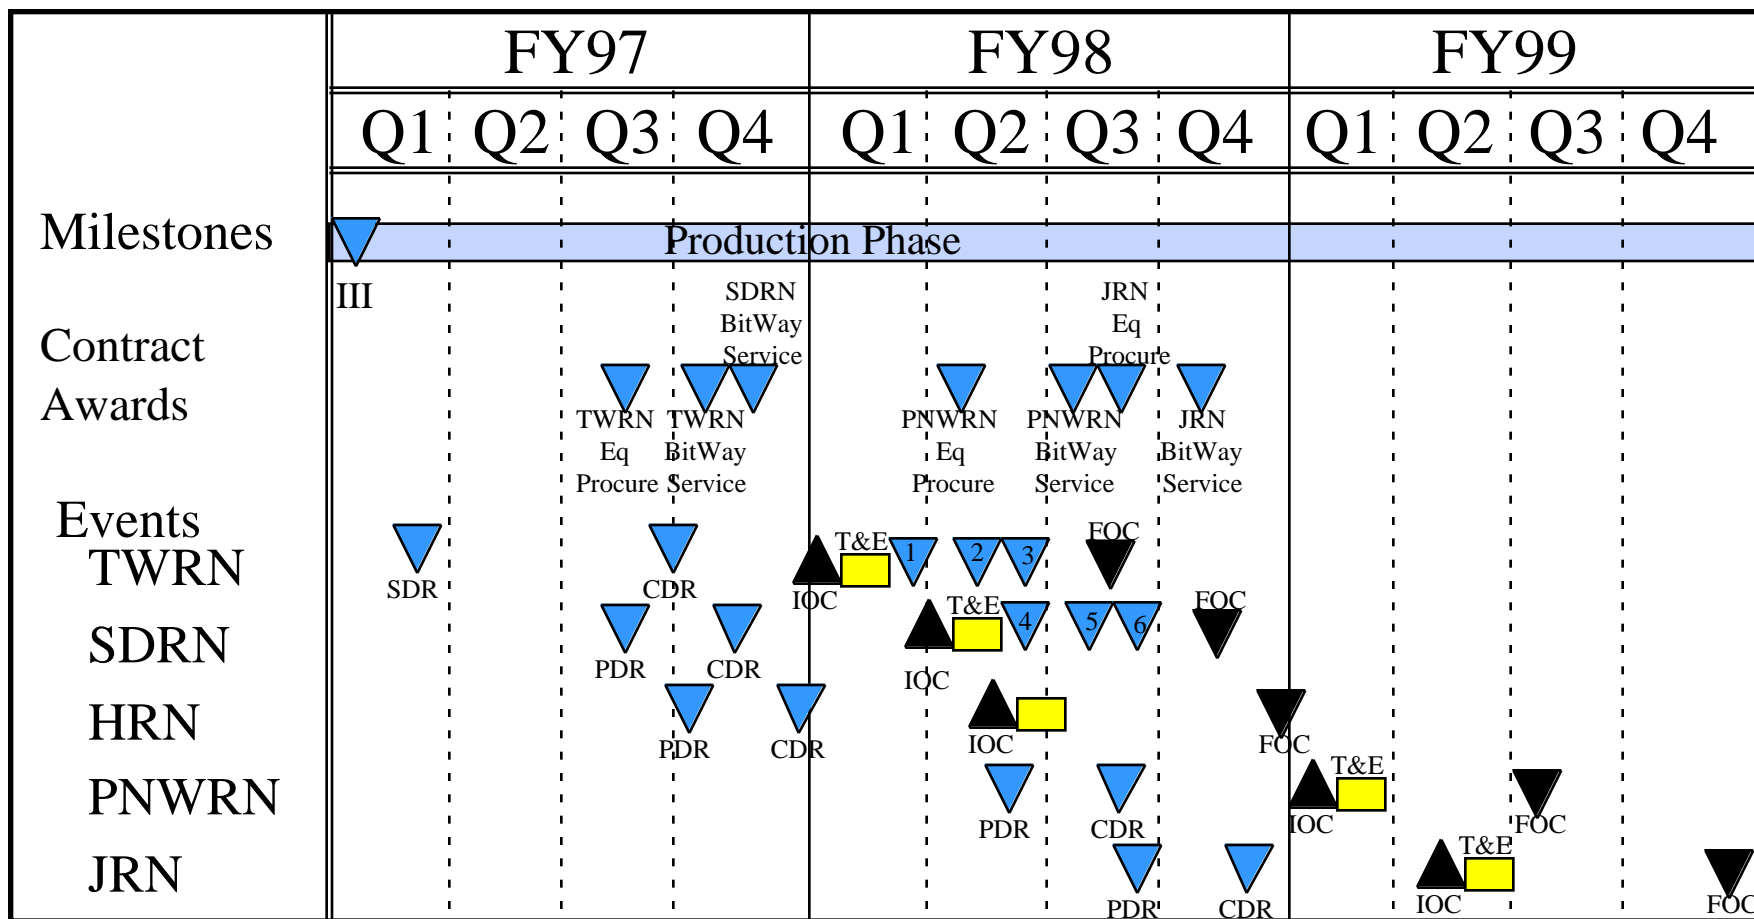 FY97 FY98 FY99
Q1 Q2 Q3 Q4 Q1 Q2 Q3 Q4 Q1 Q2 Q3 Q4
Milestones
Production Phase
III
SDRN
BitWay
Service
JRN
Eq
Procure
Contract
Awards
TWRN
Eq
Procure
TWRN
BitWay
Service
PNWRN
Eq
Procure
PNWRN
BitWay
Service
JRN
BitWay
Service
Events
TWRN
SDR
CDR
IOC
T&E
1
2
3
FOC
SDRN
PDR
CDR
IOC
T&E
4
5
6
FOC
HRN
PDR
CDR
IOC
FOC
PNWRN
PDR
CDR
IOC
T&E
FOC
JRN
PDR
CDR
IOC
T&E
FOC